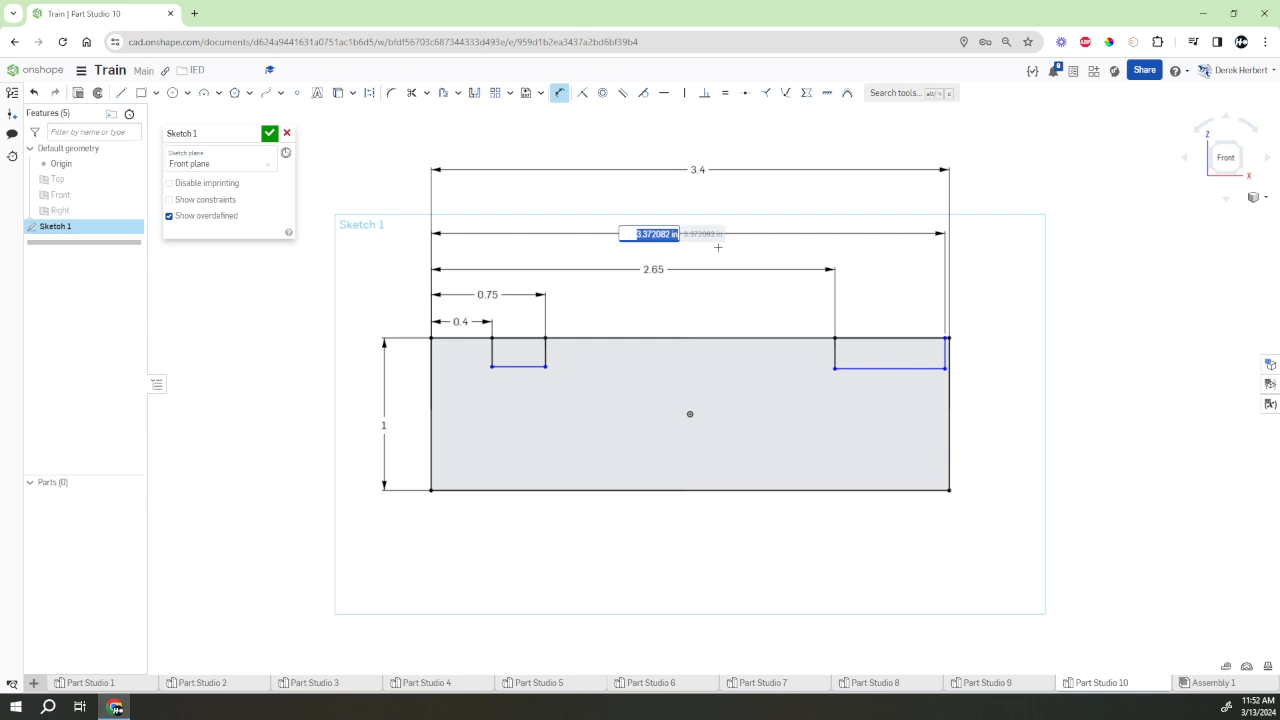 Train | Part Studio 10
cad.onshape.com/documents/d624a9441631a0751ac1b6d5/w/bfdf56703c687344333d493e/e/959d1b2ea3437a2bd6bf39b4
onshape
Train
Main
IED
Share
Derek Herbert
Search tools...
Features (5)
Filter by name or type
Default geometry
Origin
Top
Front
Right
Sketch 1
Parts (0)
Sketch 1
Sketch plane
Front plane
Disable imprinting
Show constraints
Show overdefined
Z
Front
X
3.4
Sketch 1
3.372082 in
3.372082 in
2.65
0.75
0.4
1
Part Studio 1
Part Studio 2
Part Studio 3
Part Studio 4
Part Studio 5
Part Studio 6
Part Studio 7
Part Studio 8
Part Studio 9
Part Studio 10
Assembly 1
11:52 AM
3/13/2024